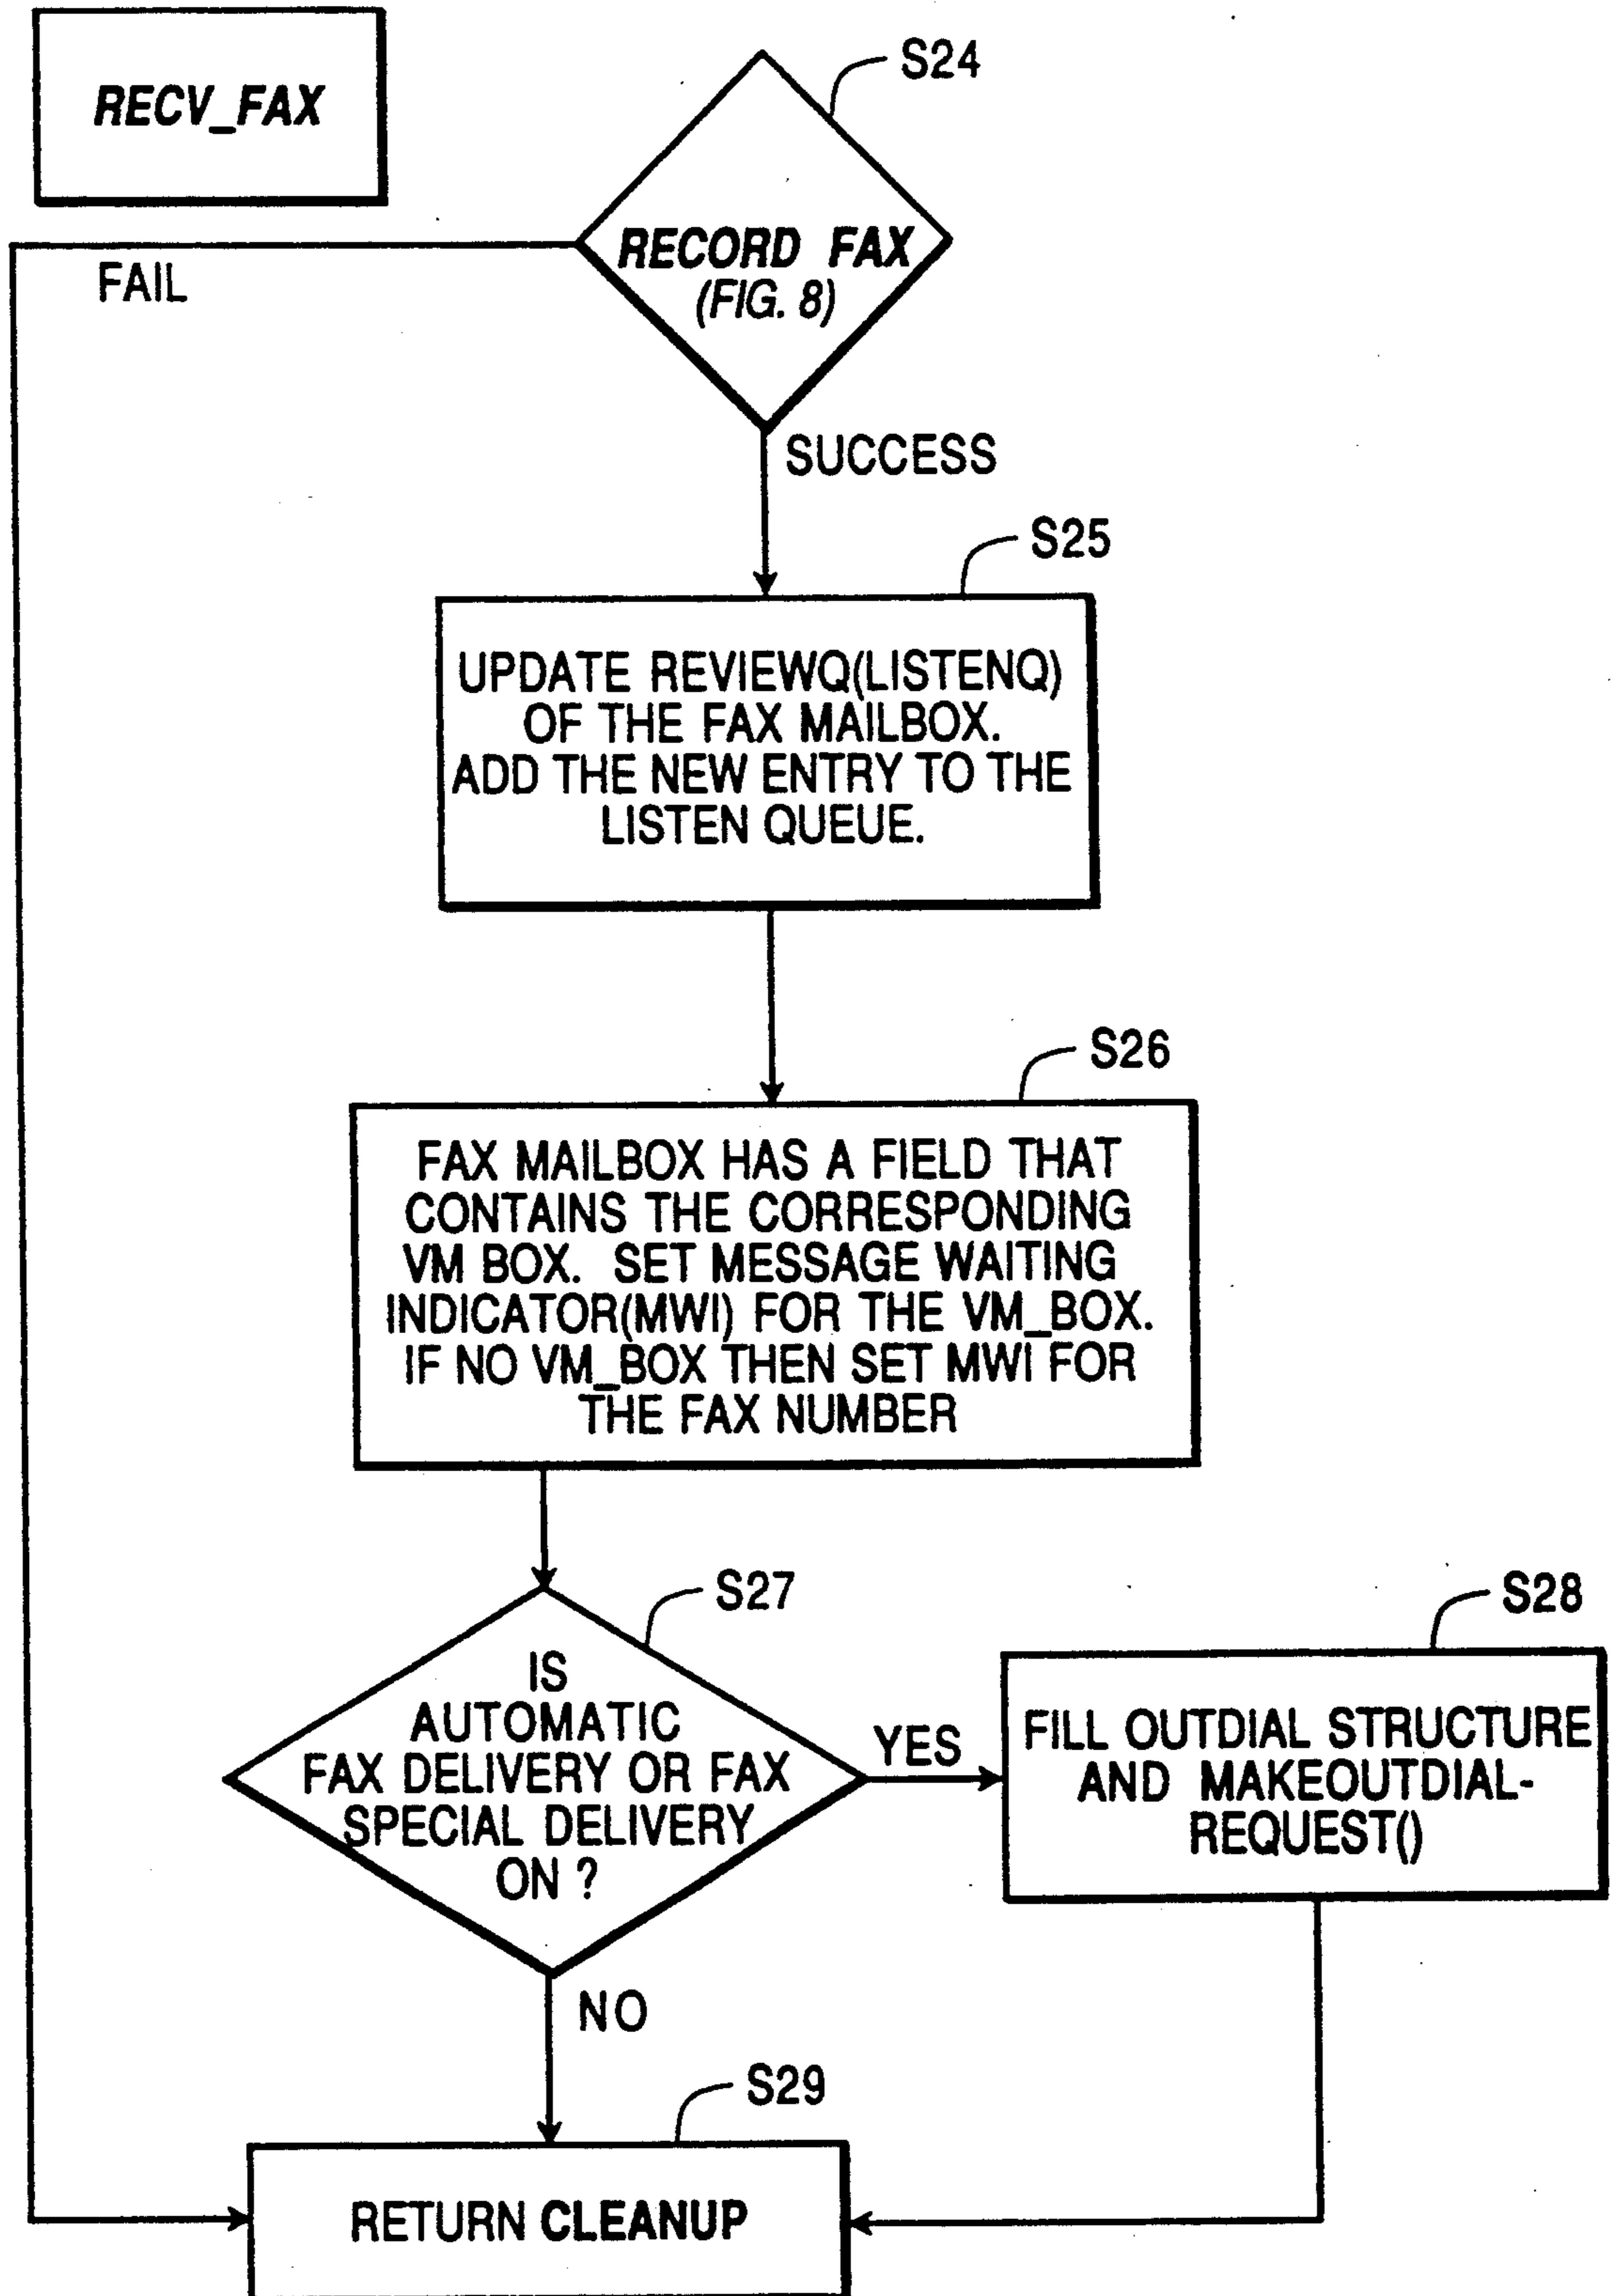 RECV_FAX
S24
RECORD FAX
(FIG. 8)
FAIL
SUCCESS
S25
UPDATE REVIEWQ(LISTENQ)
OF THE FAX MAILBOX.
ADD THE NEW ENTRY TO THE
LISTEN QUEUE.
S26
FAX MAILBOX HAS A FIELD THAT
CONTAINS THE CORRESPONDING
VM BOX. SET MESSAGE WAITING
INDICATOR(MWI) FOR THE VM_BOX.
IF NO VM_BOX THEN SET MWI FOR
THE FAX NUMBER
S27
IS
AUTOMATIC
FAX DELIVERY OR FAX
SPECIAL DELIVERY
ON ?
YES
S28
FILL OUTDIAL STRUCTURE
AND MAKEOUTDIAL-
REQUEST()
NO
S29
RETURN CLEANUP